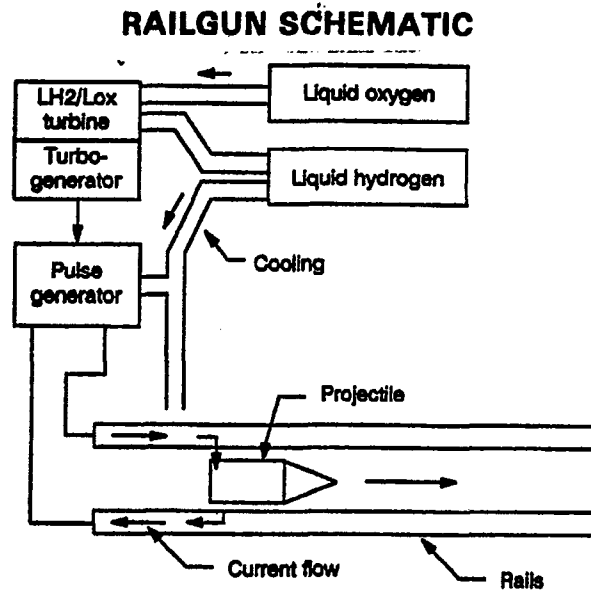 RAILGUN SCHEMATIC
Liquid oxygen
LH2/Lox
turbine
Turbo-
generator
Liquid hydrogen
Cooling
Pulse
generator
Projectile
Current flow
Rails